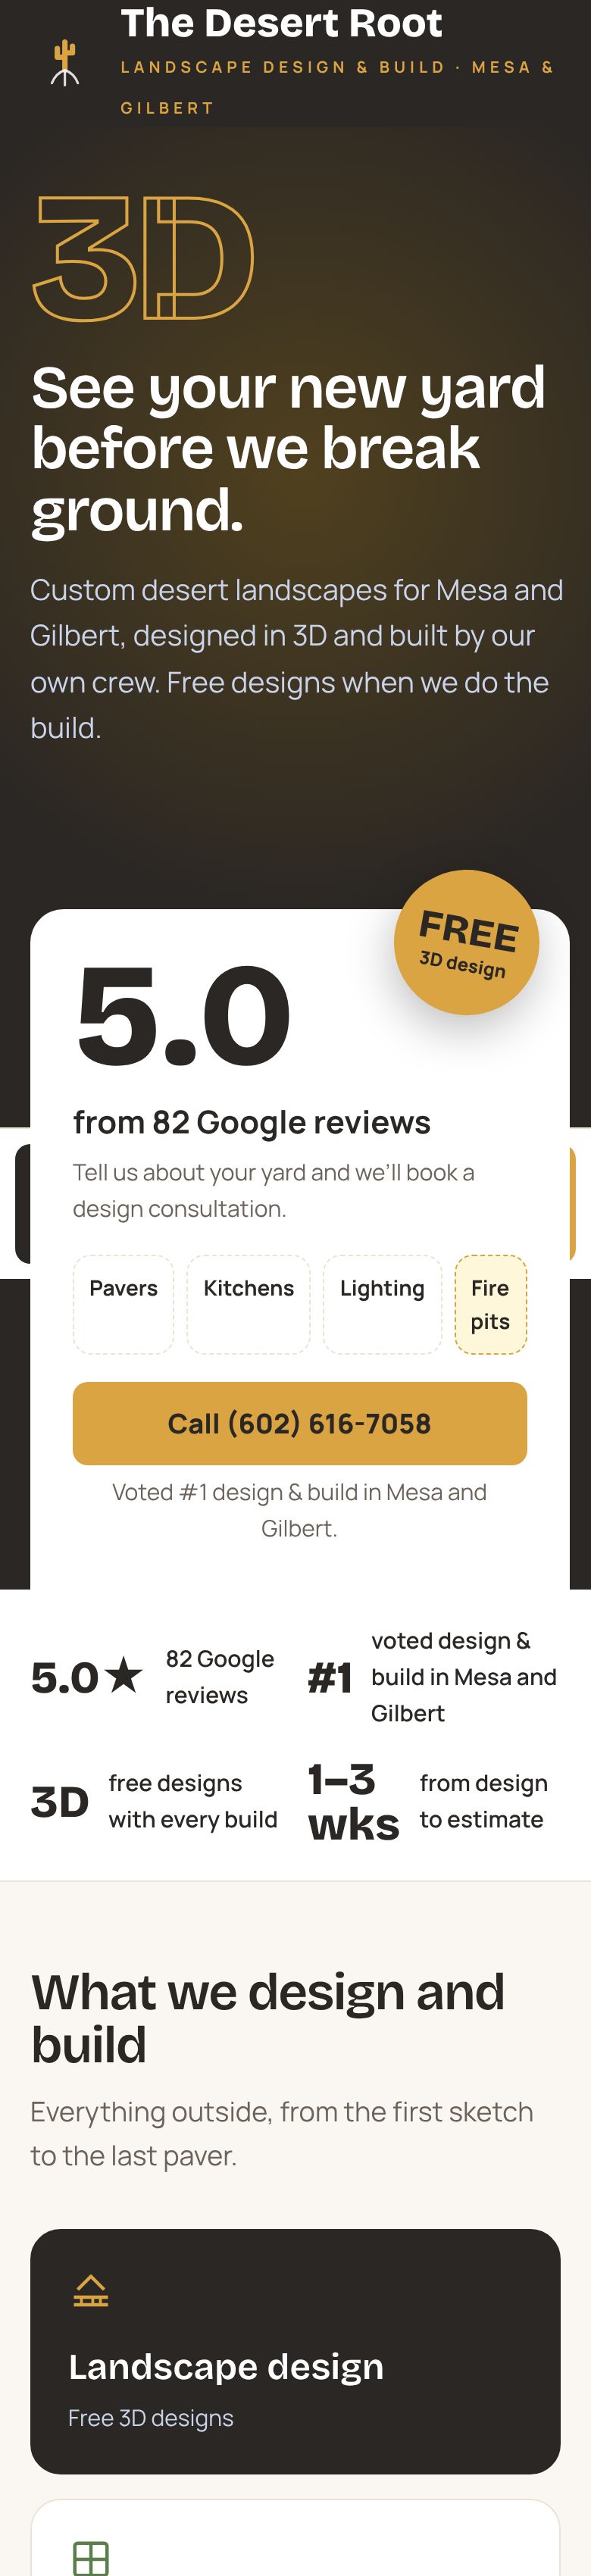 The Desert Root
LANDSCAPE DESIGN & BUILD · MESA &
GILBERT
3D
See your new yard
before we break
ground.
Custom desert landscapes for Mesa and
Gilbert, designed in 3D and built by our
own crew. Free designs when we do the
build.
FREE
3D design
5.0
from 82 Google reviews
Tell us about your yard and we'll book a
design consultation.
Pavers
Kitchens
Lighting
Fire
pits
Call (602) 616-7058
Voted #1 design & build in Mesa and
Gilbert.
5.0★
82 Google
reviews
#1
voted design &
build in Mesa and
Gilbert
3D
free designs
with every build
1–3
wks
from design
to estimate
What we design and
build
Everything outside, from the first sketch
to the last paver.
Landscape design
Free 3D designs